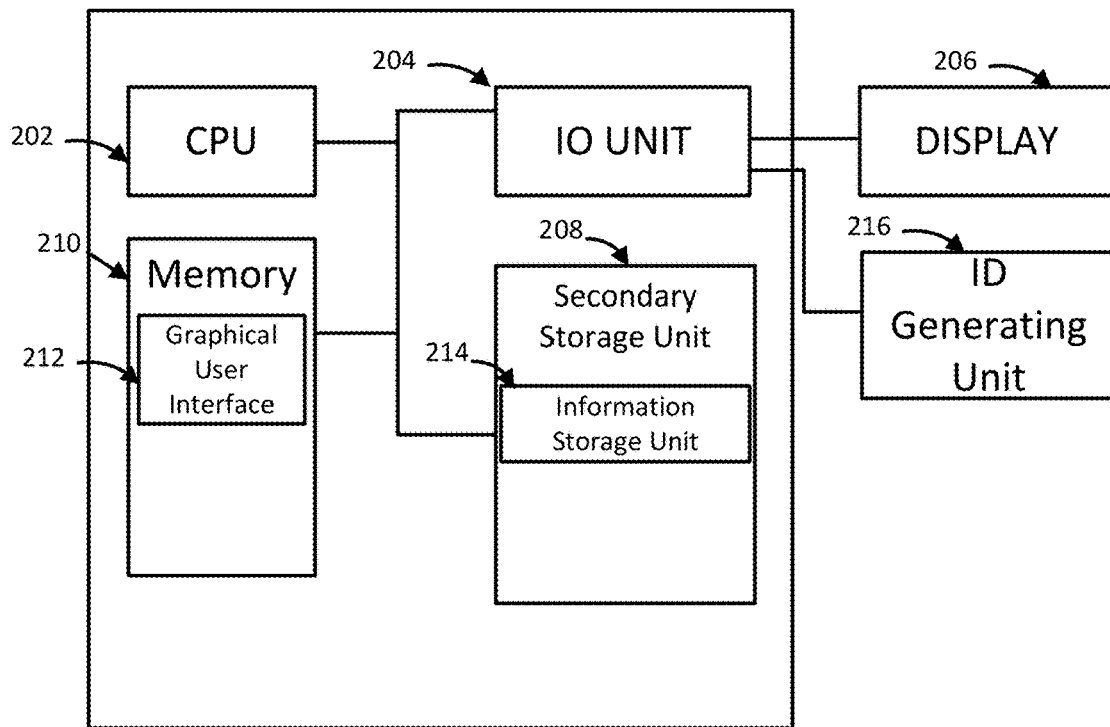 204
206
202
CPU
IO UNIT
DISPLAY
210
208
216
Memory
Secondary
Storage Unit
ID
Generating
Unit
212
Graphical
User
Interface
214
Information
Storage Unit